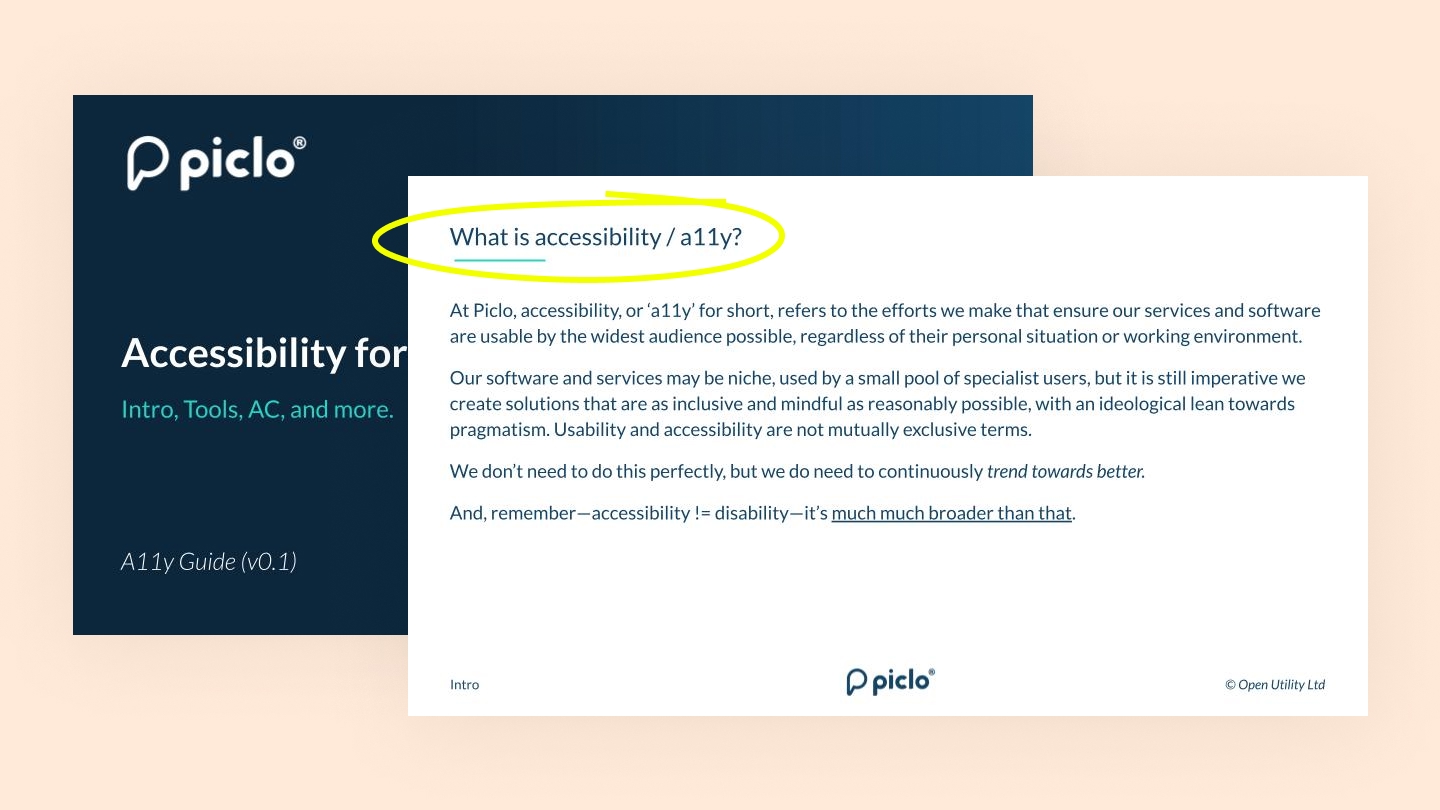 piclo®
Accessibility for
Intro, Tools, AC, and more.
A11y Guide (v0.1)
What is accessibility / a11y?
At Piclo, accessibility, or ‘a11y’ for short, refers to the efforts we make that ensure our services and software
are usable by the widest audience possible, regardless of their personal situation or working environment.
Our software and services may be niche, used by a small pool of specialist users, but it is still imperative we
create solutions that are as inclusive and mindful as reasonably possible, with an ideological lean towards
pragmatism. Usability and accessibility are not mutually exclusive terms.
We don’t need to do this perfectly, but we do need to continuously trend towards better.
And, remember—accessibility != disability—it’s much much broader than that.
Intro
piclo®
© Open Utility Ltd